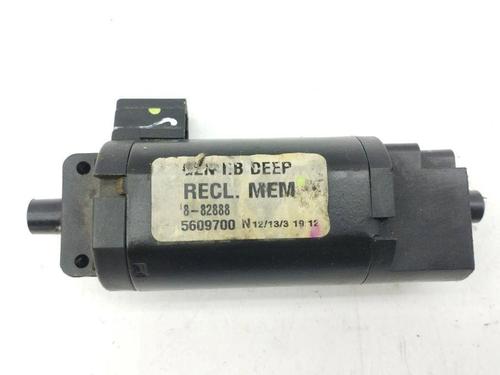 DEEP
RECL. MEM
8-82888
5609700 N 12/13/3 19:12